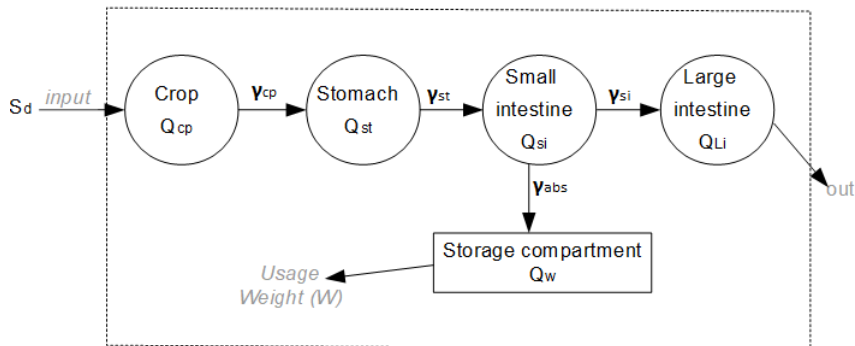 Sd
input
Crop
Qcp
γcp
Stomach
Qst
γst
Small
intestine
Qsi
γsi
Large
intestine
QLi
out
γabs
Storage compartment
Qw
Usage
Weight (W)